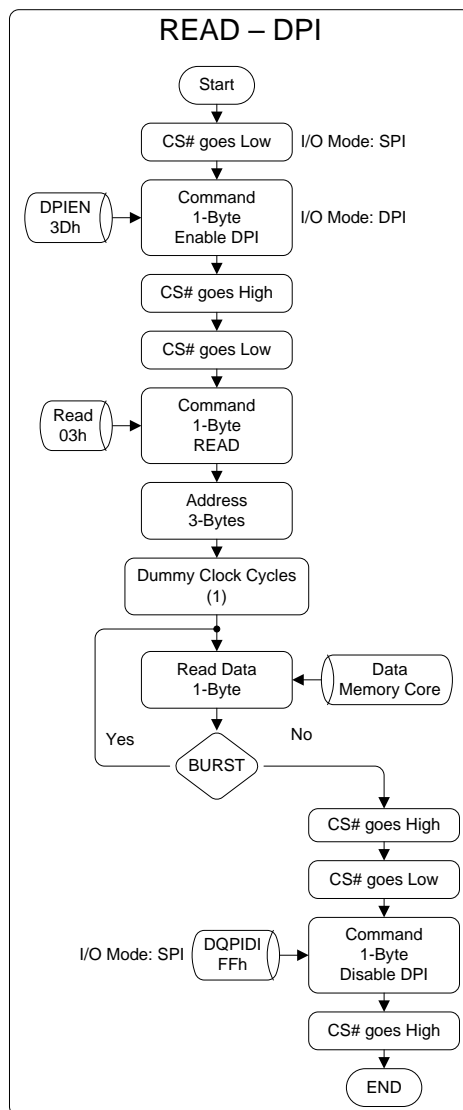 READ – DPI
Start
CS# goes Low
I/O Mode: SPI
DPIEN
3Dh
Command
1-Byte
Enable DPI
I/O Mode: DPI
CS# goes High
CS# goes Low
Read
03h
Command
1-Byte
READ
Address
3-Bytes
Dummy Clock Cycles
(1)
Read Data
1-Byte
Data
Memory Core
Yes
No
BURST
CS# goes High
CS# goes Low
I/O Mode: SPI
DQPIDI
FFh
Command
1-Byte
Disable DPI
CS# goes High
END